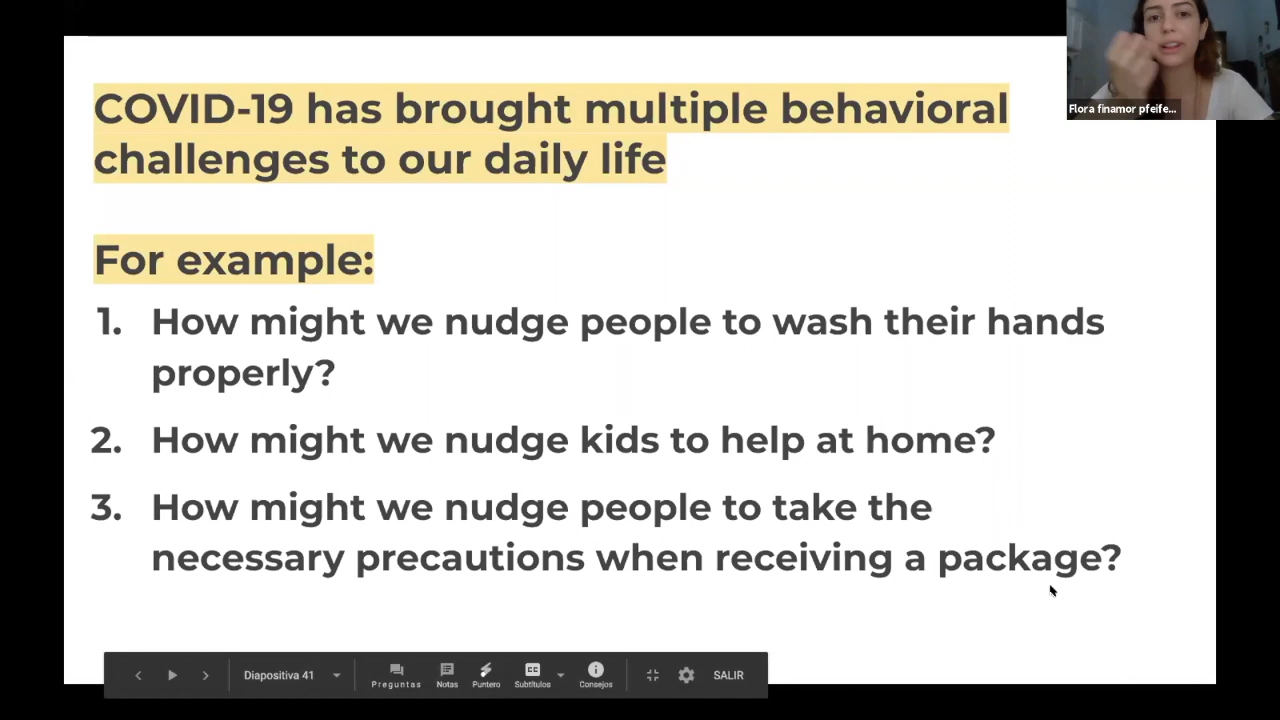 COVID-19 has brought multiple behavioral
challenges to our daily life
Flora finamor pfeife...
For example:
1. How might we nudge people to wash their hands
properly?
2. How might we nudge kids to help at home?
3. How might we nudge people to take the
necessary precautions when receiving a package?
Diapositiva 41
Preguntas
Notas
Puntero
Subtítulos
Consejos
SALIR